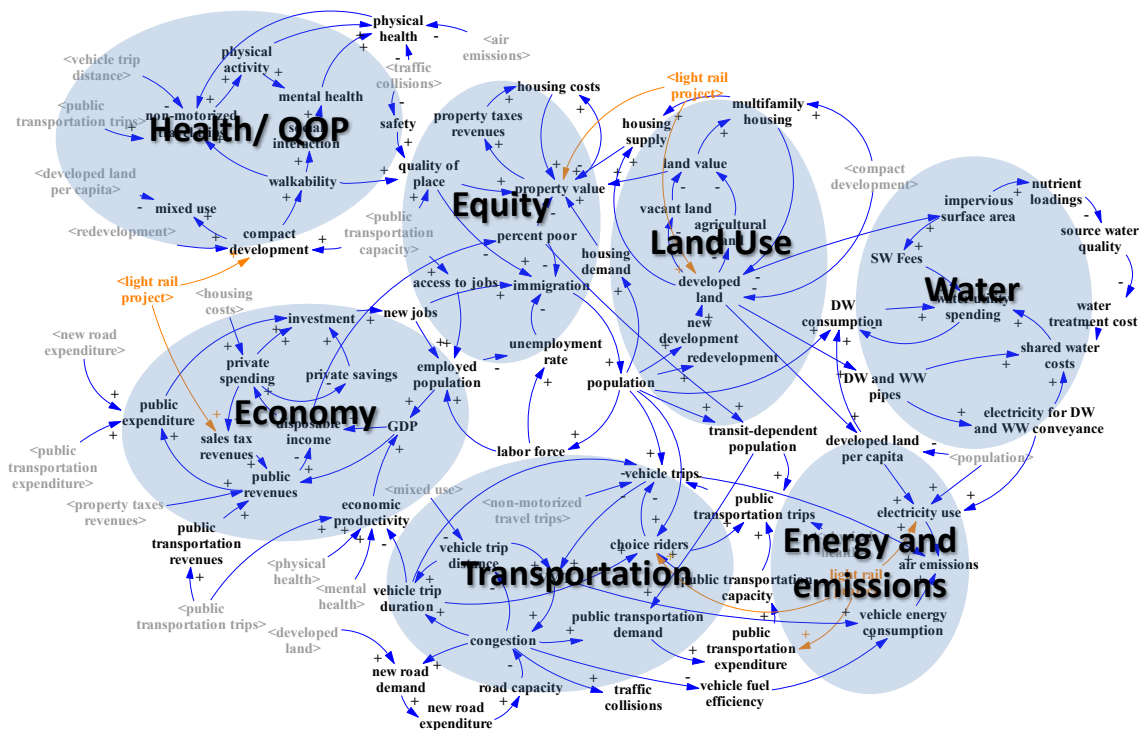 physical
health
<air
emissions>
<vehicle trip
distance>
physical
activity
<traffic
collisions>
mental health
<public
transportation trips>
non-motorized
Health/ QOP
social
interaction
safety
<developed land
per capita>
walkability
quality of
place
mixed use
<redevelopment>
compact
development
<public
transportation
capacity>
housing costs
property taxes
revenues
<light rail
project>
housing
supply
multifamily
housing
property value
Equity
percent poor
access to jobs
immigration
housing
demand
land value
vacant land
agricultural
Land Use
developed
land
new
development
redevelopment
<compact
development>
impervious
surface area
nutrient
loadings
source water
quality
SW Fees
Water
water utility
spending
water
treatment cost
DW
consumption
shared water
costs
DW and WW
pipes
electricity for DW
and WW conveyance
<light rail
project>
<housing
costs>
<new road
expenditure>
investment
new jobs
private
spending
private savings
unemployment
rate
employed
population
population
public
expenditure
Economy
disposable
income
GDP
sales tax
revenues
<public
transportation
expenditure>
public
revenues
labor force
transit-dependent
population
developed land
per capita
<population>
<property taxes
revenues>
<mixed use>
vehicle trips
<non-motorized
travel trips>
public
transportation trips
electricity use
economic
productivity
public
transportation
revenues
<physical
health>
<mental
health>
<public
transportation trips>
vehicle trip
distance
choice riders
Transportation
vehicle trip
duration
public transportation
capacity
Energy and
emissions
light rail
air emissions
vehicle energy
consumption
<developed
land>
congestion
public transportation
demand
public
transportation
expenditure
new road
demand
road capacity
new road
expenditure
traffic
collisions
vehicle fuel
efficiency